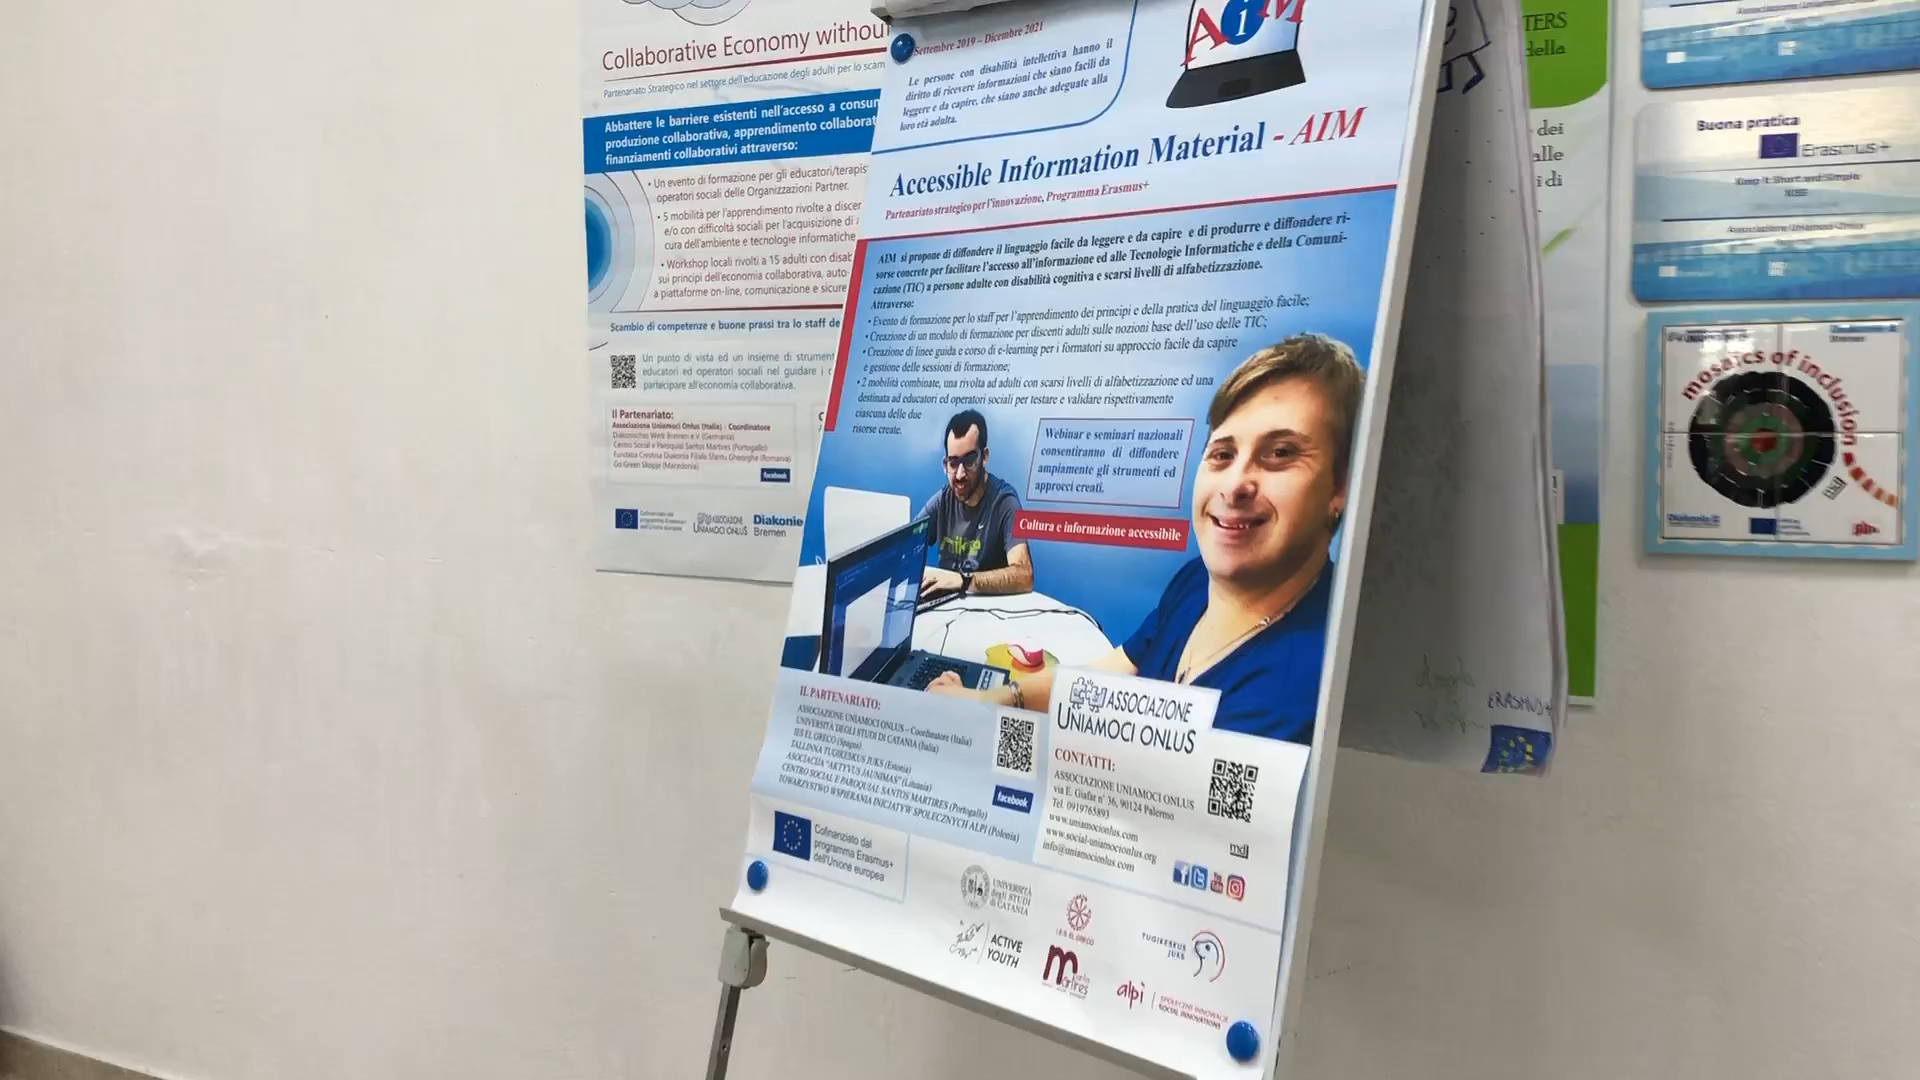 Collaborative Economy without
Partenariato Strategico nel settore dell'educazione degli adulti per lo scam
Abbattere le barriere esistenti nell'accesso a consum
produzione collaborativa, apprendimento collaborat
finanziamenti collaborativi attraverso:
• Un evento di formazione per gli educatori/terapis
operatori sociali delle Organizzazioni Partner.
• 5 mobilità per l'apprendimento rivolte a discen
e/o con difficoltà sociali per l'acquisizione di
cura dell'ambiente e tecnologie informatiche
• Workshop locali rivolti a 15 adulti con disab
sui principi dell'economia collaborativa, auto-
a piattaforme on-line, comunicazione e sicure
Scambio di competenze e buone prassi tra lo staff de
Un punto di vista ed un insieme di strument
educatori ed operatori sociali nel guidare i
partecipare all'economia collaborativa.
Il Partenariato:
Associazione Uniamoci Onlus (Italia) - Coordinatore
Diakonisches Werk Bremen e.V. (Germania)
Centro Social e Paroquial Santos Martires (Portogallo)
Fundatia Crestina Diakonia Filiala Sfantu Gheorghe (Romania)
Go Green Skopje (Macedonia)
facebook
Cofinanziato dal
programma Erasmus+
dell'Unione europea
ASSOCIAZIONE
UNIAMOCI ONLUS
Diakonie
Bremen
AiM
Settembre 2019 – Dicembre 2021
Le persone con disabilità intellettiva hanno il
diritto di ricevere informazioni che siano facili da
leggere e da capire, che siano anche adeguate alla
loro età adulta.
Accessible Information Material - AIM
Partenariato strategico per l'innovazione, Programma Erasmus+
AIM si propone di diffondere il linguaggio facile da leggere e da capire e di produrre e diffondere ri-
sorse concrete per facilitare l'accesso all'informazione ed alle Tecnologie Informatiche e della Comuni-
cazione (TIC) a persone adulte con disabilità cognitiva e scarsi livelli di alfabetizzazione.
Attraverso:
• Evento di formazione per lo staff per l'apprendimento dei principi e della pratica del linguaggio facile;
• Creazione di un modulo di formazione per discenti adulti sulle nozioni base dell'uso delle TIC;
• Creazione di linee guida e corso di e-learning per i formatori su approccio facile da capire
e gestione delle sessioni di formazione;
• 2 mobilità combinate, una rivolta ad adulti con scarsi livelli di alfabetizzazione ed una
destinata ad educatori ed operatori sociali per testare e validare rispettivamente
ciascuna delle due
risorse create.
Webinar e seminari nazionali
consentiranno di diffondere
ampiamente gli strumenti ed
approcci creati.
Cultura e informazione accessibile
IL PARTENARIATO:
ASSOCIAZIONE UNIAMOCI ONLUS – Coordinatore (Italia)
UNIVERSITÀ DEGLI STUDI DI CATANIA (Italia)
IES EL GRECO (Spagna)
TALLINNA TUGIKESKUS JUKS (Estonia)
ASOCIACIJA "AKTYVUS JAUNIMAS" (Lituania)
CENTRO SOCIAL E PAROQUIAL SANTOS MARTIRES (Portogallo)
TOWARZYSTWO WSPIERANIA INICJATYW SPOLECZNYCH ALPI (Polonia)
facebook
ASSOCIAZIONE
UNIAMOCI ONLUS
CONTATTI:
ASSOCIAZIONE UNIAMOCI ONLUS
via E. Giafar n° 36, 90124 Palermo
Tel. 0919765893
www.uniamocionlus.com
www.social-uniamocionlus.org
info@uniamocionlus.com
mdl
Cofinanziato dal
programma Erasmus+
dell'Unione europea
UNIVERSITÀ
degli STUDI
di CATANIA
I.E.S EL GRECO
TUGIKESKUS
JUKS
ACTIVE
YOUTH
santos
mártires
alpi
SPOŁECZNE INNOWACJE
SOCIAL INNOVATIONS
TERS
della
dei
alle
i di
ERASMUS+
Buona pratica
Erasmus+
Keep It Short and Simple
KISS
Associazione Uniamoci Onlus
mosaics of inclusion
Bremen
Diakonie